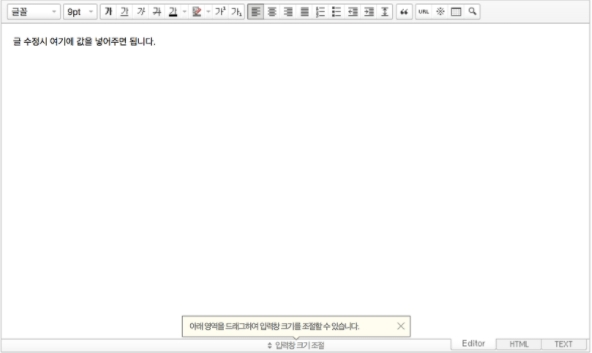 글꼴 9pt 가 가 가 가 가 가² 가₂ URL
글 수정시 여기에 값을 넣어주면 됩니다.
아래 영역을 드래그하여 입력창 크기를 조절할 수 있습니다.
입력창 크기 조절 Editor HTML TEXT